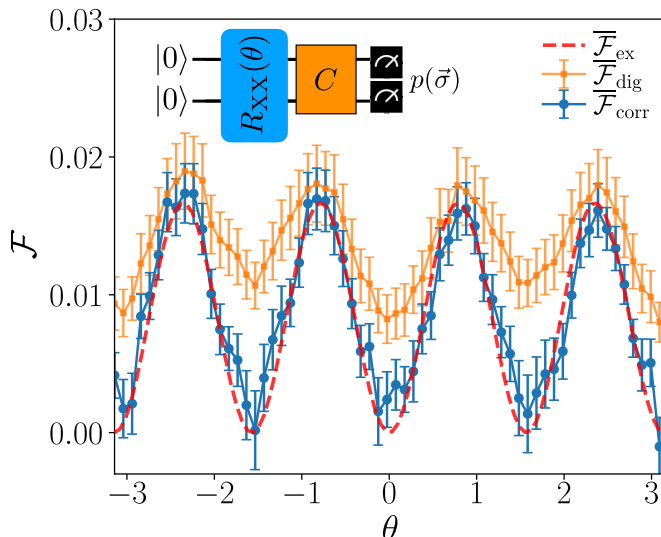 0.03
0.02
0.01
0.00
ℱ
|0⟩
|0⟩
R_XX(θ)
C
p(σ⃗)
ℱ̅_ex
ℱ̅_dig
ℱ̅_corr
−3 −2 −1 0 1 2 3
θ